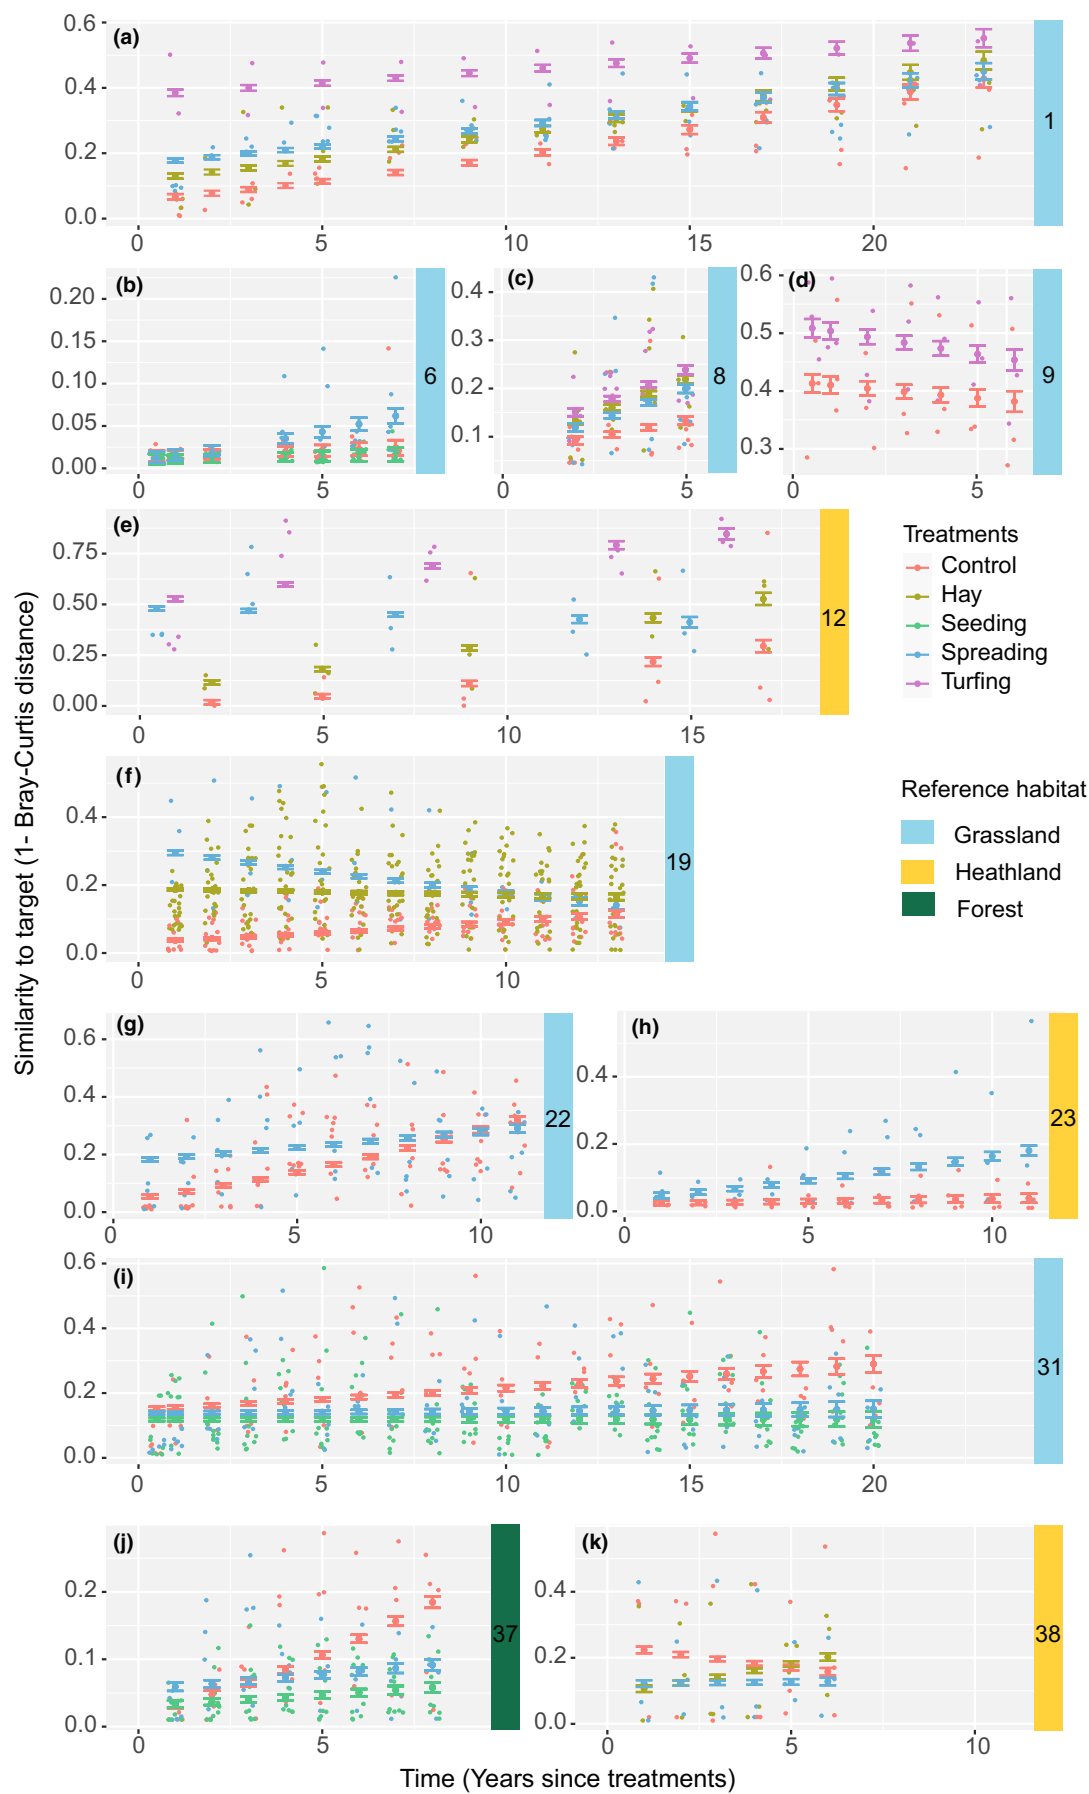 (a)
0.6
0.4
0.2
0.0
1
0 5 10 15 20
(b)
0.20
0.15
0.10
0.05
0.00
6
0 5
(c)
0.4
0.3
0.2
0.1
8
0 5
(d)
0.6
0.5
0.4
0.3
9
0 5
(e)
0.75
0.50
0.25
0.00
12
0 5 10 15
Treatments
Control
Hay
Seeding
Spreading
Turfing
(f)
0.4
0.2
0.0
19
0 5 10
Reference habitat
Grassland
Heathland
Forest
Similarity to target (1- Bray-Curtis distance)
(g)
0.6
0.4
0.2
0.0
22
0 5 10
(h)
0.4
0.2
0.0
23
0 5 10
(i)
0.6
0.4
0.2
0.0
31
0 5 10 15 20
(j)
0.2
0.1
0.0
37
0 5
(k)
0.4
0.2
0.0
38
0 5 10
Time (Years since treatments)